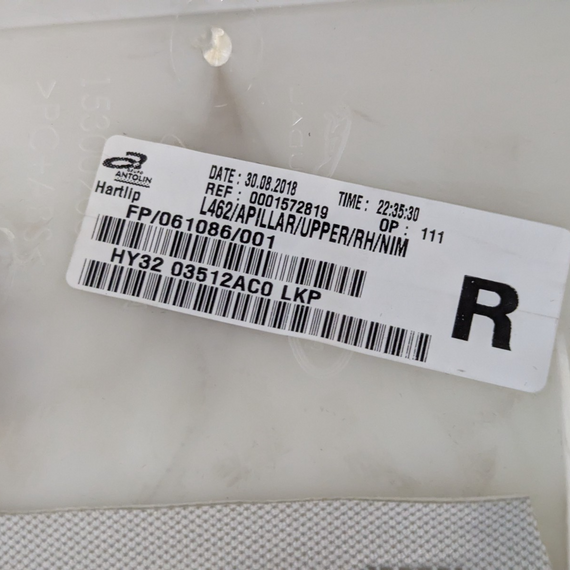 GRUPO
ANTOLIN
Hartlip
DATE: 30.08.2018 TIME: 22:35:30
REF: 0001572819 OP: 111
L462/APILLAR/UPPER/RH/NIM
FP/061086/001
HY32 03512AC0 LKP
R